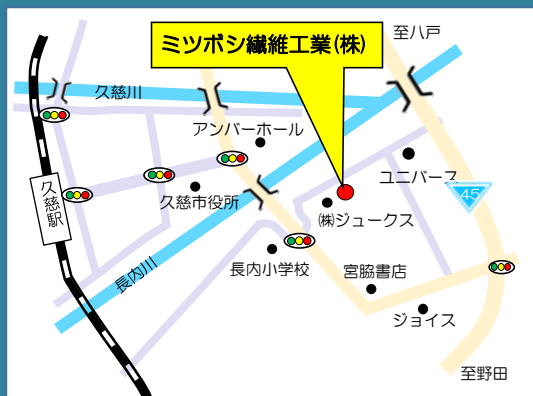 至八戸
ミツボシ繊維工業(株)
久慈川
アンバーホール
ユニバース
久慈駅
久慈市役所
45
㈱ジュークス
長内川
長内小学校
宮脇書店
ジョイス
至野田